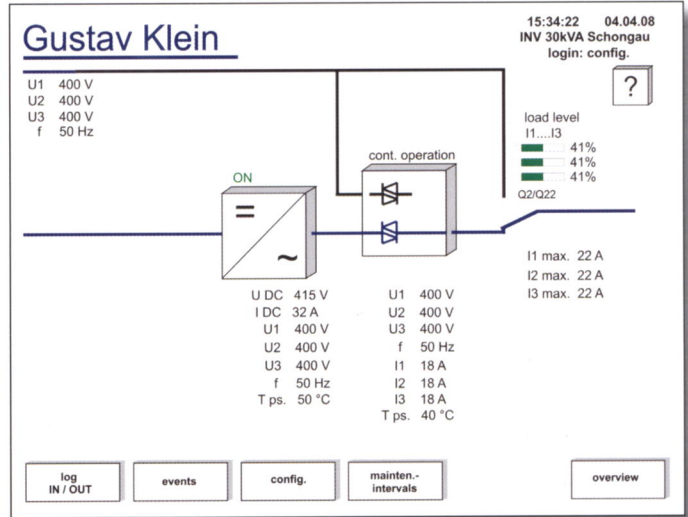 Gustav Klein
15:34:22 04.04.08
INV 30kVA Schongau
login: config.
?
U1 400 V
U2 400 V
U3 400 V
f 50 Hz
load level
I1....I3
41%
41%
41%
Q2/Q22
cont. operation
ON
=
~
I1 max. 22 A
I2 max. 22 A
I3 max. 22 A
U DC 415 V
I DC 32 A
U1 400 V
U2 400 V
U3 400 V
f 50 Hz
T ps. 50 °C
U1 400 V
U2 400 V
U3 400 V
f 50 Hz
I1 18 A
I2 18 A
I3 18 A
T ps. 40 °C
log
IN / OUT
events
config.
mainten.-
intervals
overview